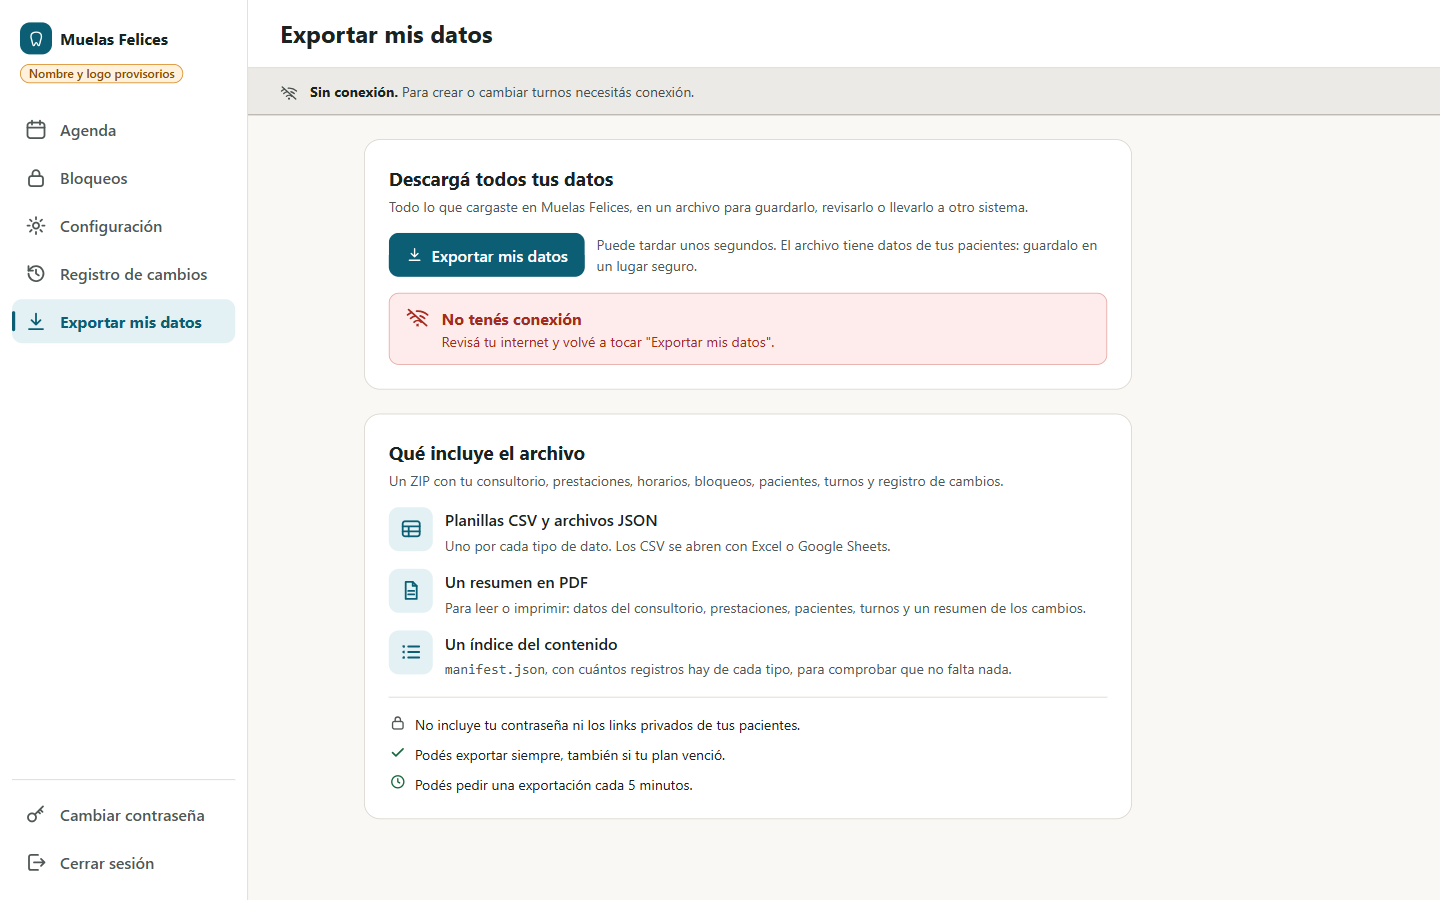 Muelas Felices
Nombre y logo provisorios
Agenda
Bloqueos
Configuración
Registro de cambios
Exportar mis datos
Cambiar contraseña
Cerrar sesión
Exportar mis datos
Sin conexión. Para crear o cambiar turnos necesitás conexión.
Descargá todos tus datos
Todo lo que cargaste en Muelas Felices, en un archivo para guardarlo, revisarlo o llevarlo a otro sistema.
Exportar mis datos
Puede tardar unos segundos. El archivo tiene datos de tus pacientes: guardalo en
un lugar seguro.
No tenés conexión
Revisá tu internet y volvé a tocar "Exportar mis datos".
Qué incluye el archivo
Un ZIP con tu consultorio, prestaciones, horarios, bloqueos, pacientes, turnos y registro de cambios.
Planillas CSV y archivos JSON
Uno por cada tipo de dato. Los CSV se abren con Excel o Google Sheets.
Un resumen en PDF
Para leer o imprimir: datos del consultorio, prestaciones, pacientes, turnos y un resumen de los cambios.
Un índice del contenido
manifest.json, con cuántos registros hay de cada tipo, para comprobar que no falta nada.
No incluye tu contraseña ni los links privados de tus pacientes.
Podés exportar siempre, también si tu plan venció.
Podés pedir una exportación cada 5 minutos.